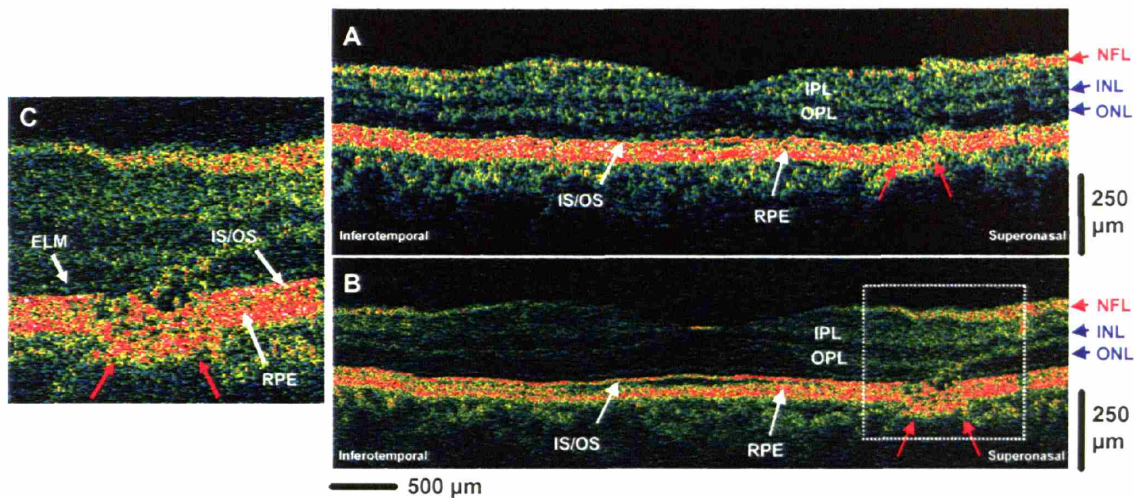 A
NFL
INL
IPL
ONL
OPL
IS/OS
RPE
250
µm
Inferotemporal
Superonasal
C
ELM
IS/OS
RPE
B
NFL
IPL
INL
OPL
ONL
IS/OS
RPE
250
µm
Inferotemporal
Superonasal
500 µm